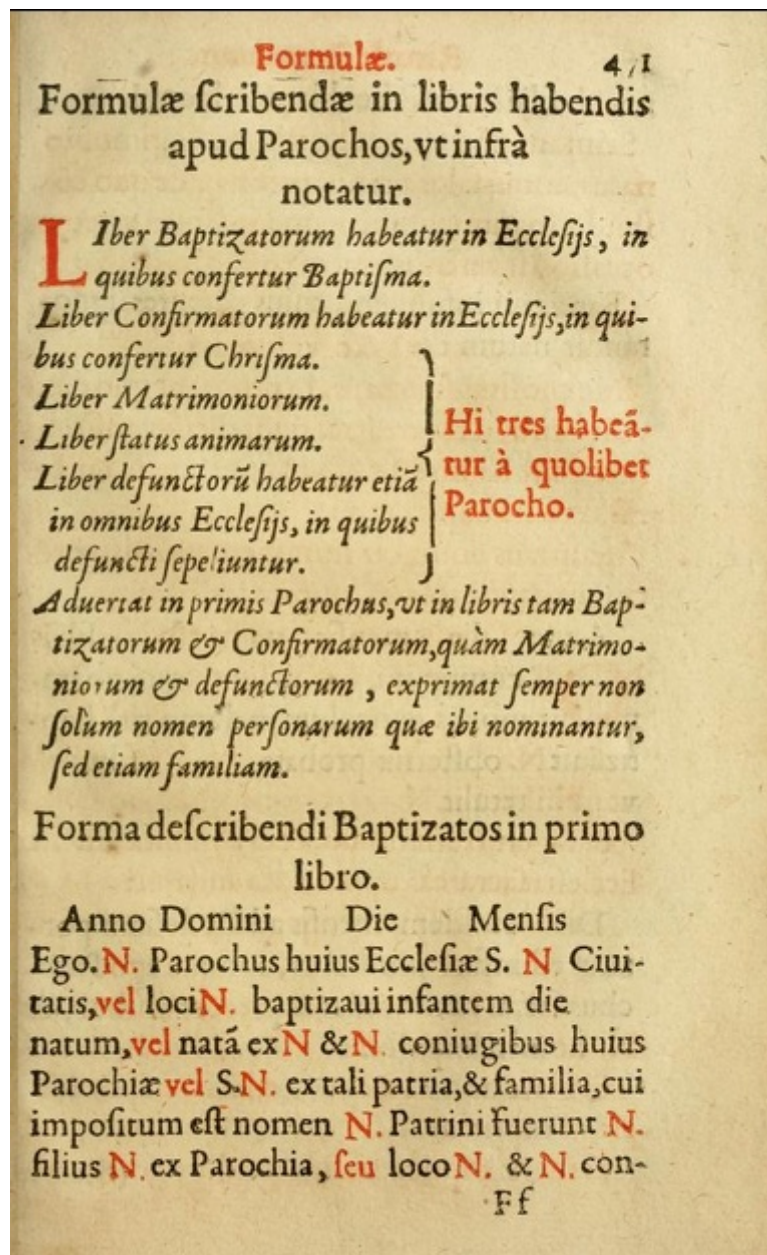 Formulæ.
4,1
Formulæ ſcribendæ in libris habendis
apud Parochos, vt infrà
notatur.
LIber Baptizatorum habeatur in Eccleſijs, in
quibus confertur Baptiſma.
Liber Confirmatorum habeatur in Eccleſijs, in qui-
bus confertur Chriſma.
Liber Matrimoniorum.
Liber ſtatus animarum.
Liber defunctorũ habeatur etiã
in omnibus Eccleſijs, in quibus
defuncti ſepeliuntur.
Hi tres habeã-
tur à quolibet
Parocho.
Aduertat in primis Parochus, vt in libris tam Bap-
tizatorum & Confirmatorum, quàm Matrimo-
niorum & defunctorum, exprimat ſemper non
ſolùm nomen perſonarum quæ ibi nominantur,
ſed etiam familiam.
Forma deſcribendi Baptizatos in primo
libro.
Anno Domini Die Menſis
Ego. N. Parochus huius Eccleſiæ S. N Ciui-
tatis, vel loci N. baptizaui infantem die
natum, vel natã ex N & N. coniugibus huius
Parochiæ vel S. N. ex tali patria, & familia, cui
impoſitum eſt nomen N. Patrini fuerunt N.
filius N. ex Parochia, ſeu loco N. & N. con-
Ff